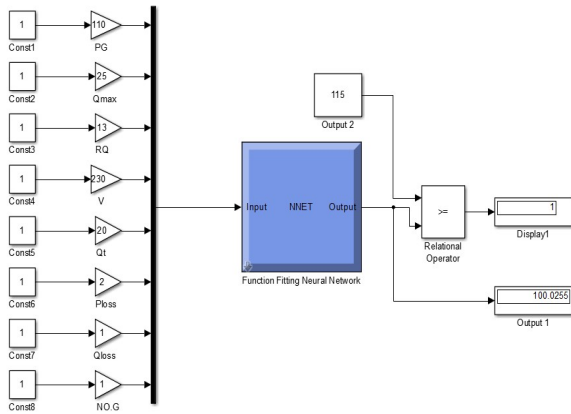 1
Const1
110
PG
1
Const2
25
Qmax
1
Const3
13
RQ
1
Const4
230
V
1
Const5
20
Qt
1
Const6
2
Ploss
1
Const7
1
Qloss
1
Const8
1
NO.G
Input
NNET
Output
Function Fitting Neural Network
115
Output 2
>=
Relational
Operator
1
Display1
100.0255
Output 1